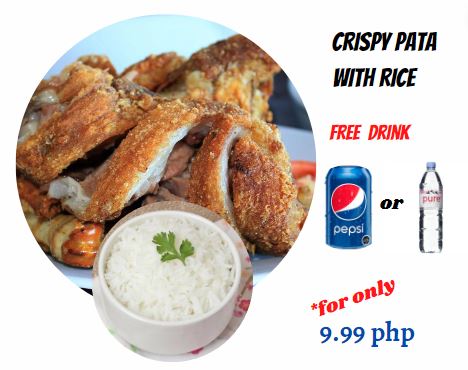 CRISPY PATA
WITH RICE
FREE DRINK
pepsi
or
pure
*for only
9.99 php